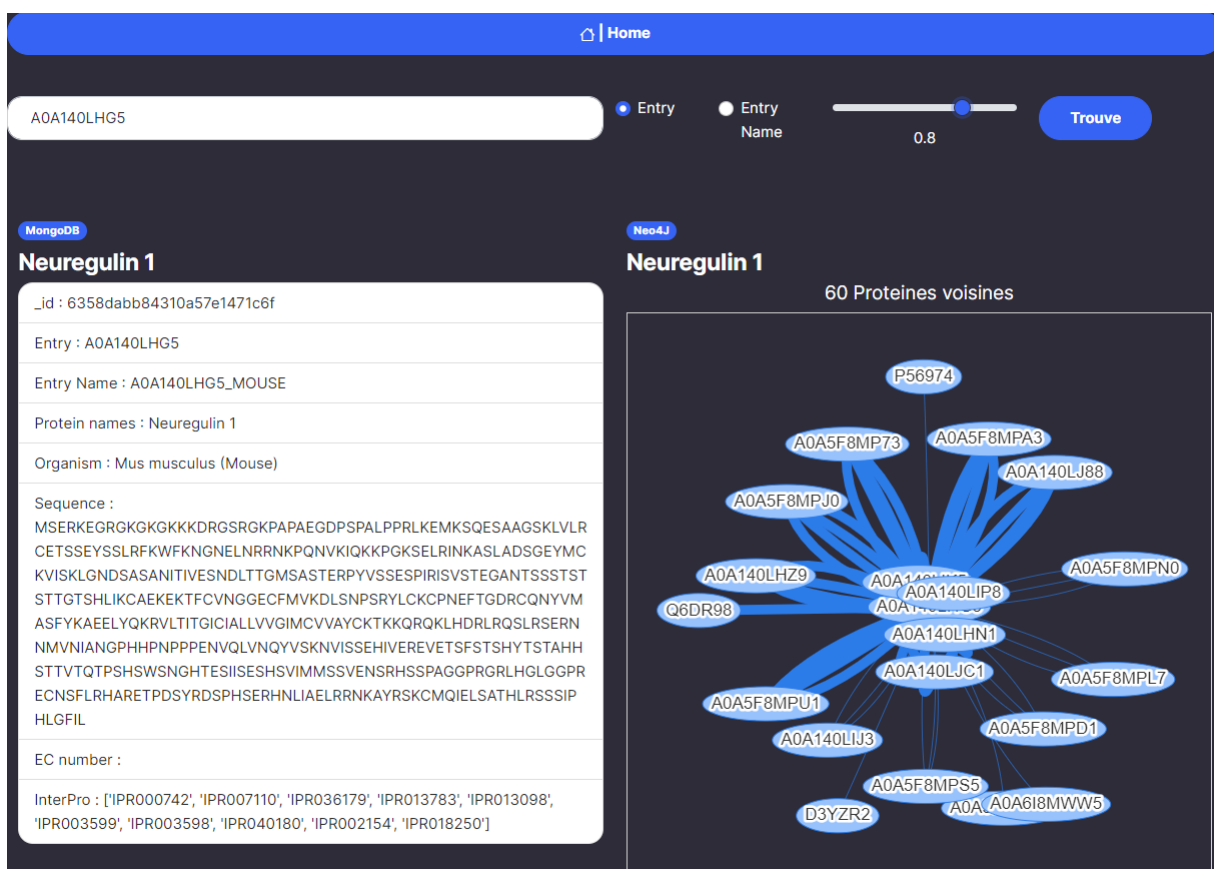 Home
A0A140LHG5
Entry
Entry
Name
0.8
Trouve
MongoDB
Neuregulin 1
_id : 6358dabb84310a57e1471c6f
Entry : A0A140LHG5
Entry Name : A0A140LHG5_MOUSE
Protein names : Neuregulin 1
Organism : Mus musculus (Mouse)
Sequence :
MSERKEGRGKGKGKKKDRGSRGKPAPAEGDPSPALPPRLKEMKSQESAAGSKLVLR
CETSSEYSSLRFKWFKNGNELNRRNKPQNVKIQKKPGKSELRINKASLADSGEYMC
KVISKLGNDSASANITIVESNDLTTGMSASTERPYVSSESPIRISVSTEGANTSSSTST
STTGTSHLIKCAEKEKTFCVNGGECFMVKDLSNPSRYLCKCPNEFTGDRCQNYVM
ASFYKAEELYQKRVLTITGICIALLVVGIMCVVAYCKTKKQRQKLHDRLRQSLRSERN
NMVNIANGPHHPNPPPENVQLVNQYVSKNVISSEHIVEREVETSFSTSHYTSTAHH
STTVTQTPSHSWSNGHTESIISESHSVIMMSSVENSRHSSPAGGPRGRLHGLGGPR
ECNSFLRHARETPDSYRDSPHSERHNLIAELRRNKAYRSKCMQIELSATHLRSSSIP
HLGFIL
EC number :
InterPro : ['IPR000742', 'IPR007110', 'IPR036179', 'IPR013783', 'IPR013098',
'IPR003599', 'IPR003598', 'IPR040180', 'IPR002154', 'IPR018250']
Neo4J
Neuregulin 1
60 Proteines voisines
P56974
A0A5F8MP73
A0A5F8MPA3
A0A140LJ88
A0A5F8MPJ0
A0A140LHZ9
A0A5F8MPN0
A0A140LIP8
Q6DR98
A0A140LHN1
A0A140LJC1
A0A5F8MPL7
A0A5F8MPU1
A0A5F8MPD1
A0A140LIJ3
A0A5F8MPS5
A0A6I8MWW5
D3YZR2